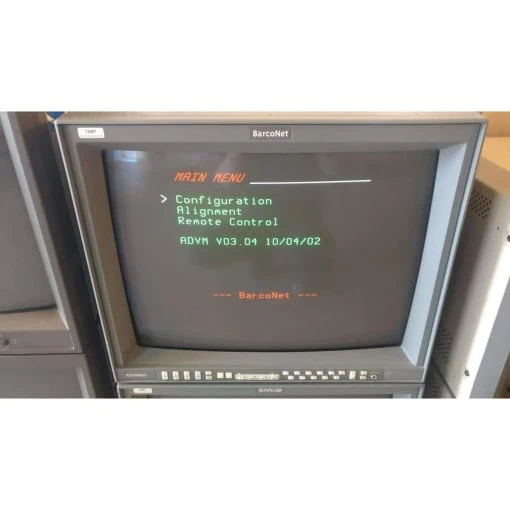 BarcoNet
MAIN MENU
> Configuration
Alignment
Remote Control
ADVM V03.04 10/04/02
--- BarcoNet ---
BARCO